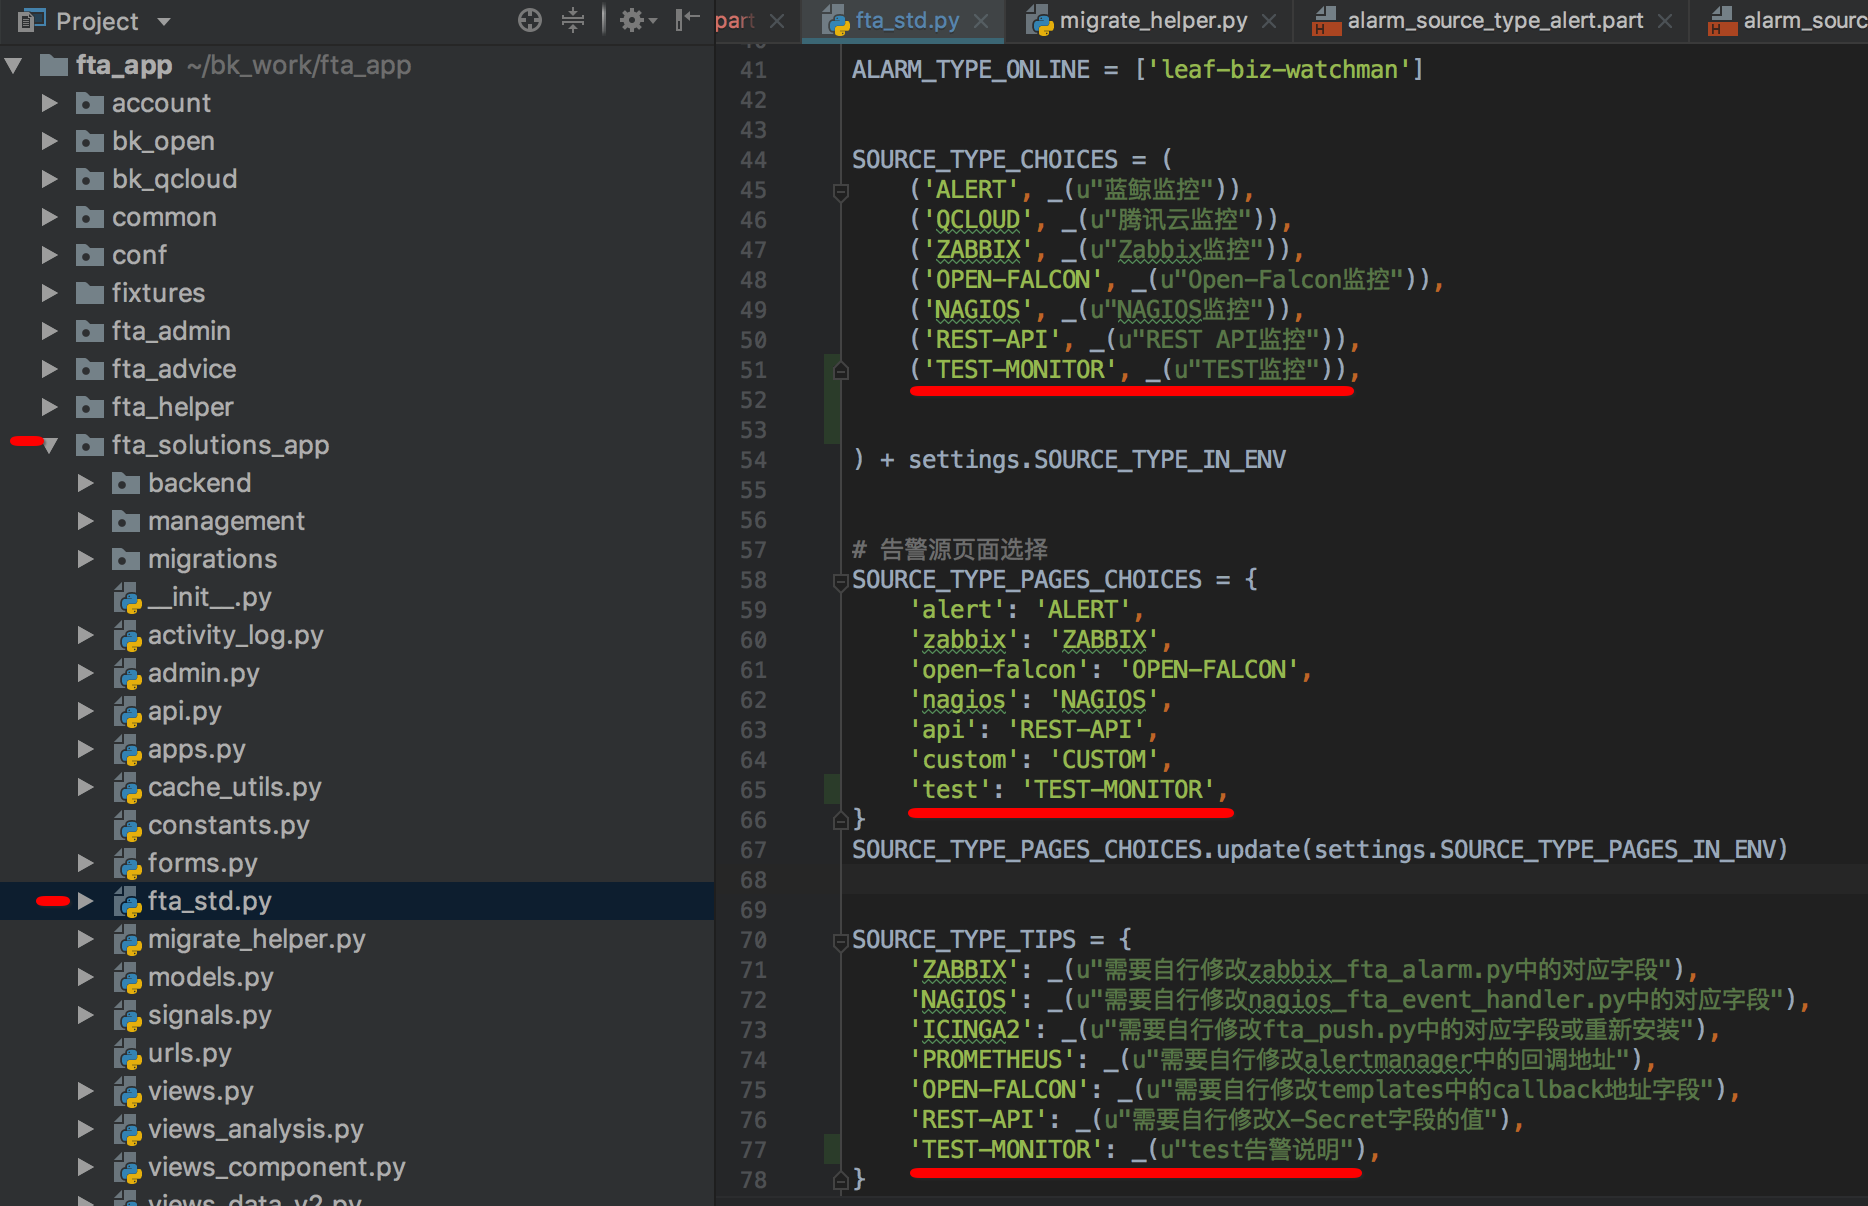 Project
part
fta_std.py
migrate_helper.py
alarm_source_type_alert.part
alarm_sourc
fta_app ~/bk_work/fta_app
account
bk_open
bk_qcloud
common
conf
fixtures
fta_admin
fta_advice
fta_helper
fta_solutions_app
backend
management
migrations
__init__.py
activity_log.py
admin.py
api.py
apps.py
cache_utils.py
constants.py
forms.py
fta_std.py
migrate_helper.py
models.py
signals.py
urls.py
views.py
views_analysis.py
views_component.py
views_data_v2.py
41 ALARM_TYPE_ONLINE = ['leaf-biz-watchman']
42
43
44 SOURCE_TYPE_CHOICES = (
45 ('ALERT', _(u"蓝鲸监控")),
46 ('QCLOUD', _(u"腾讯云监控")),
47 ('ZABBIX', _(u"Zabbix监控")),
48 ('OPEN-FALCON', _(u"Open-Falcon监控")),
49 ('NAGIOS', _(u"NAGIOS监控")),
50 ('REST-API', _(u"REST API监控")),
51 ('TEST-MONITOR', _(u"TEST监控")),
52
53
54 ) + settings.SOURCE_TYPE_IN_ENV
55
56
57 # 告警源页面选择
58 SOURCE_TYPE_PAGES_CHOICES = {
59 'alert': 'ALERT',
60 'zabbix': 'ZABBIX',
61 'open-falcon': 'OPEN-FALCON',
62 'nagios': 'NAGIOS',
63 'api': 'REST-API',
64 'custom': 'CUSTOM',
65 'test': 'TEST-MONITOR',
66 }
67 SOURCE_TYPE_PAGES_CHOICES.update(settings.SOURCE_TYPE_PAGES_IN_ENV)
68
69
70 SOURCE_TYPE_TIPS = {
71 'ZABBIX': _(u"需要自行修改zabbix_fta_alarm.py中的对应字段"),
72 'NAGIOS': _(u"需要自行修改nagios_fta_event_handler.py中的对应字段"),
73 'ICINGA2': _(u"需要自行修改fta_push.py中的对应字段或重新安装"),
74 'PROMETHEUS': _(u"需要自行修改alertmanager中的回调地址"),
75 'OPEN-FALCON': _(u"需要自行修改templates中的callback地址字段"),
76 'REST-API': _(u"需要自行修改X-Secret字段的值"),
77 'TEST-MONITOR': _(u"test告警说明"),
78 }